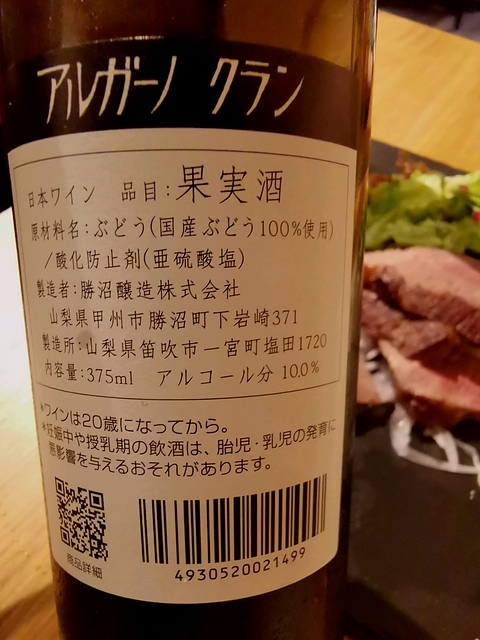 アルガーノ クラン
日本ワイン 品目:果実酒
原材料名:ぶどう(国産ぶどう100%使用)
/酸化防止剤(亜硫酸塩)
製造者:勝沼醸造株式会社
山梨県甲州市勝沼町下岩崎371
製造所:山梨県笛吹市一宮町塩田1720
内容量:375ml アルコール分 10.0%
*ワインは20歳になってから。
*妊娠中や授乳期の飲酒は、胎児・乳児の発育に
悪影響を与えるおそれがあります。
商品詳細
4930520021499